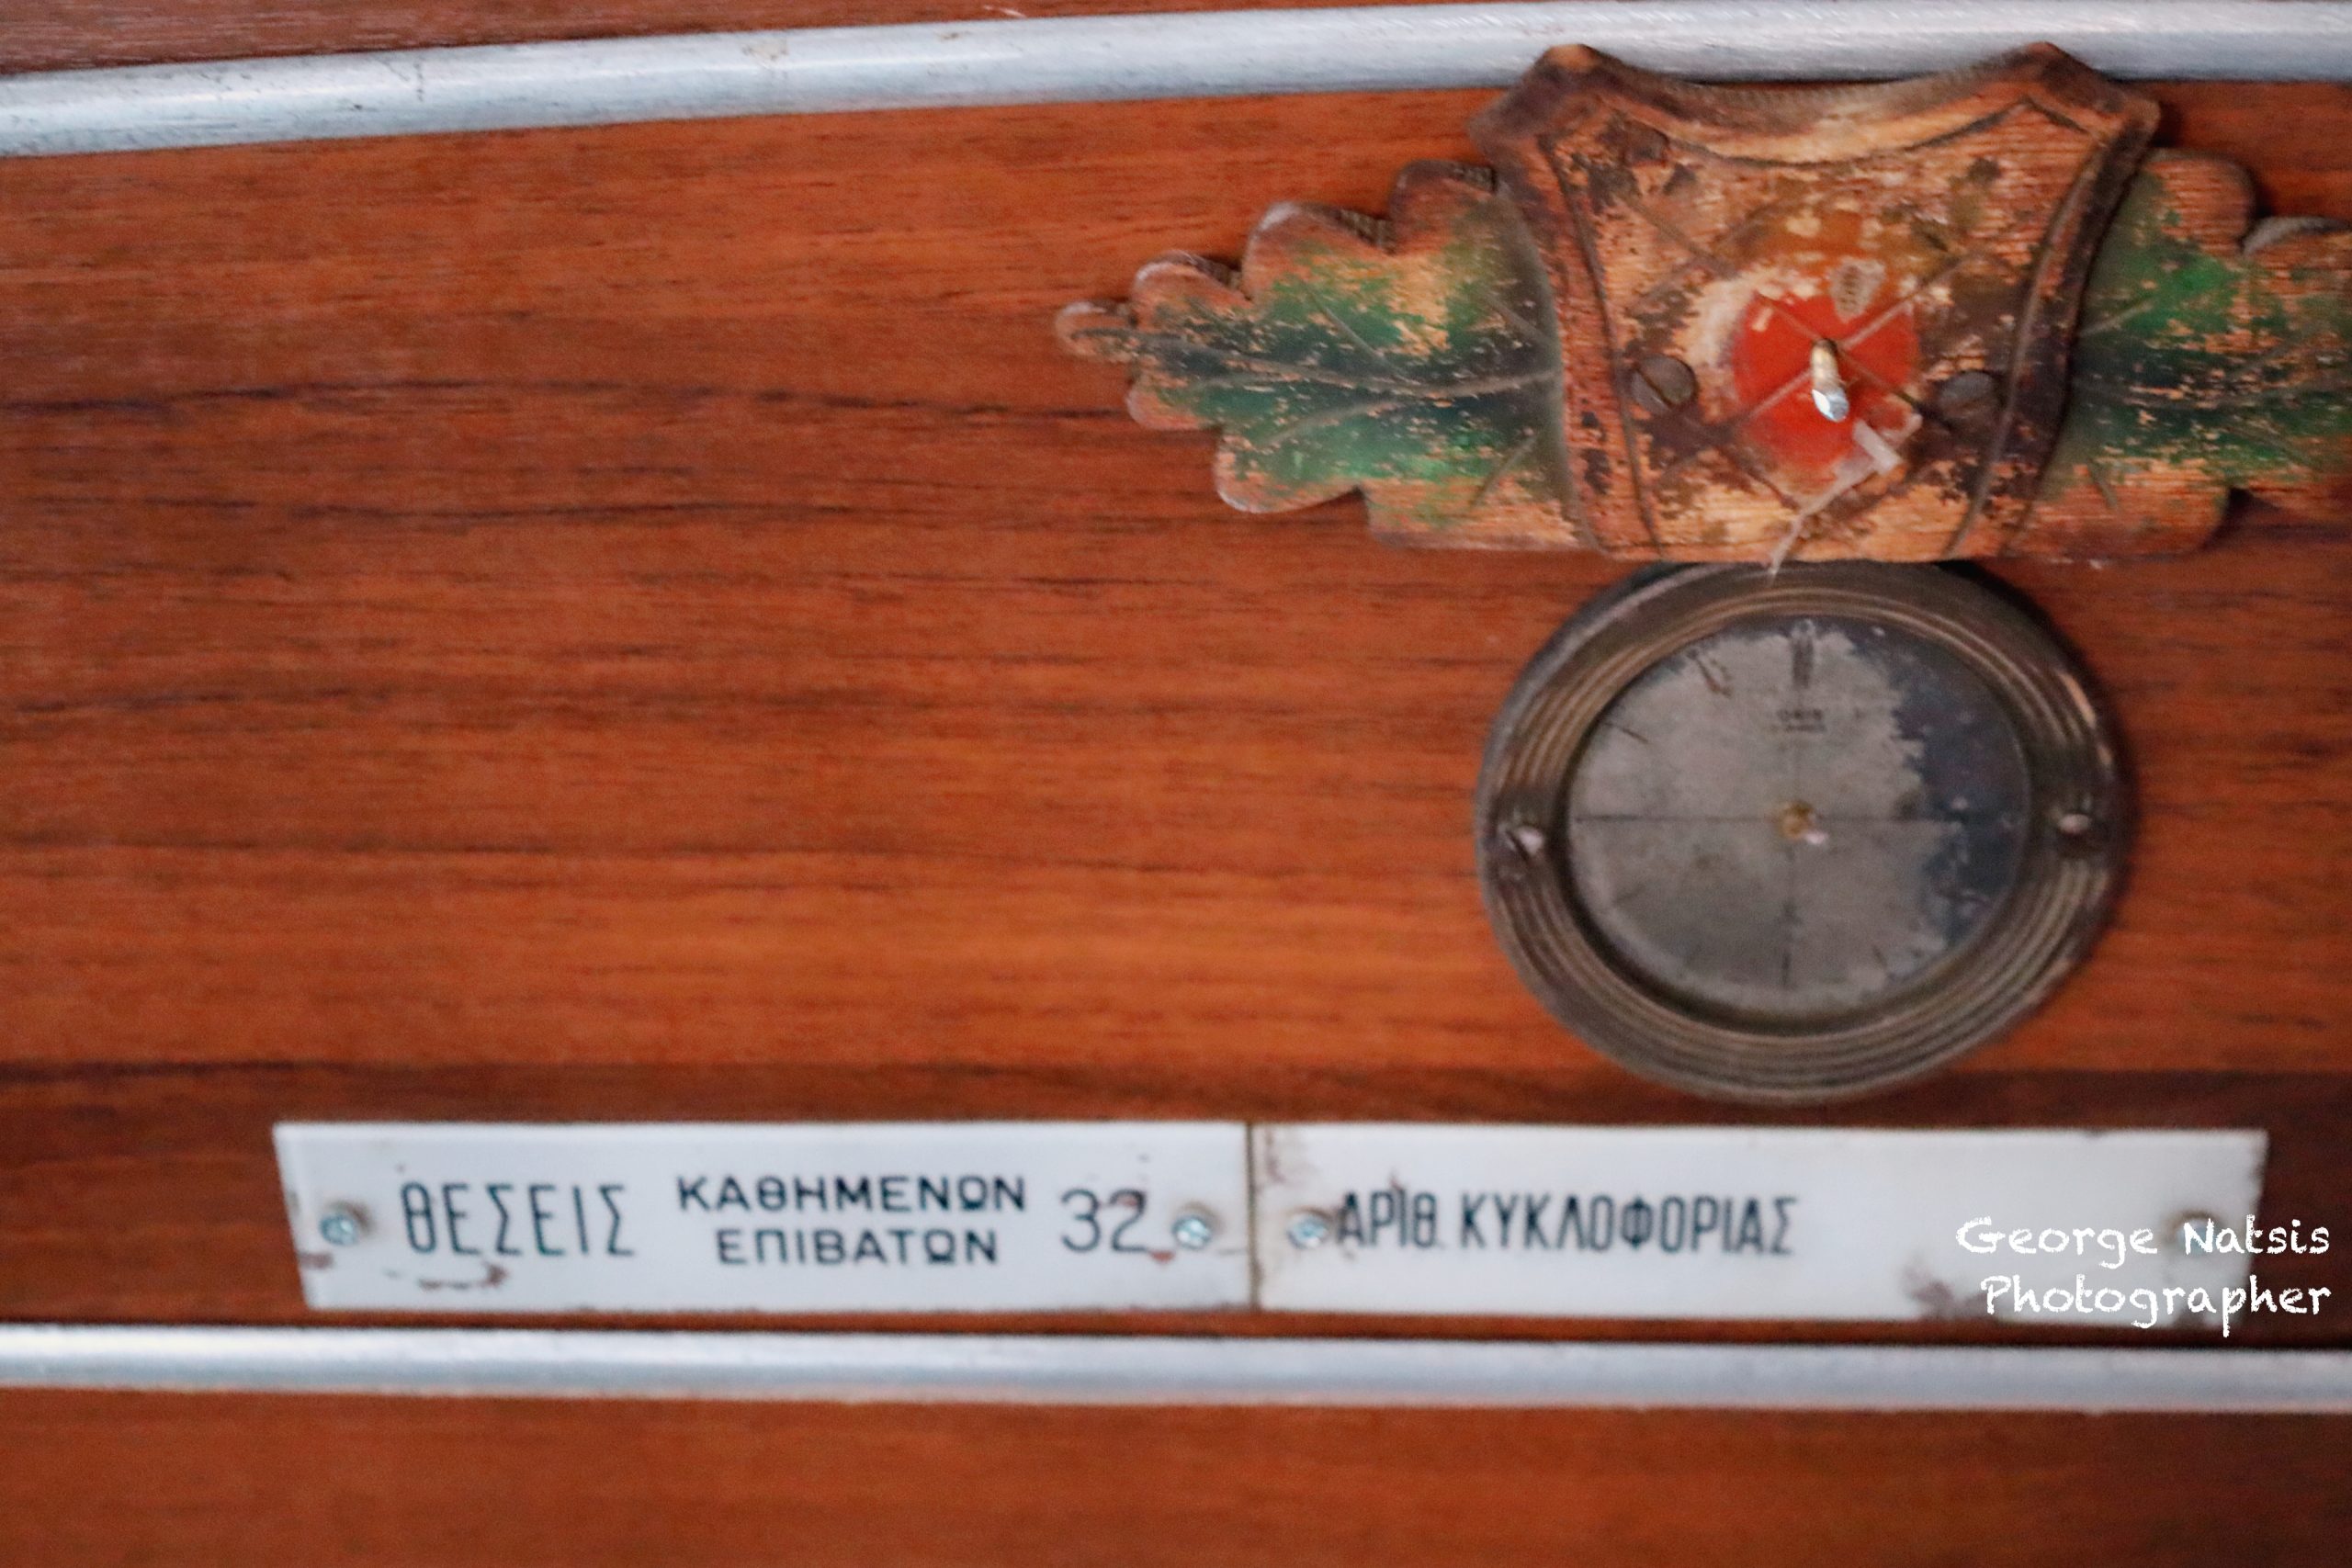 ΘΕΣΕΙΣ ΚΑΘΗΜΕΝΩΝ ΕΠΙΒΑΤΩΝ 32
ΑΡΙΘ. ΚΥΚΛΟΦΟΡΙΑΣ
George Natsis
Photographer